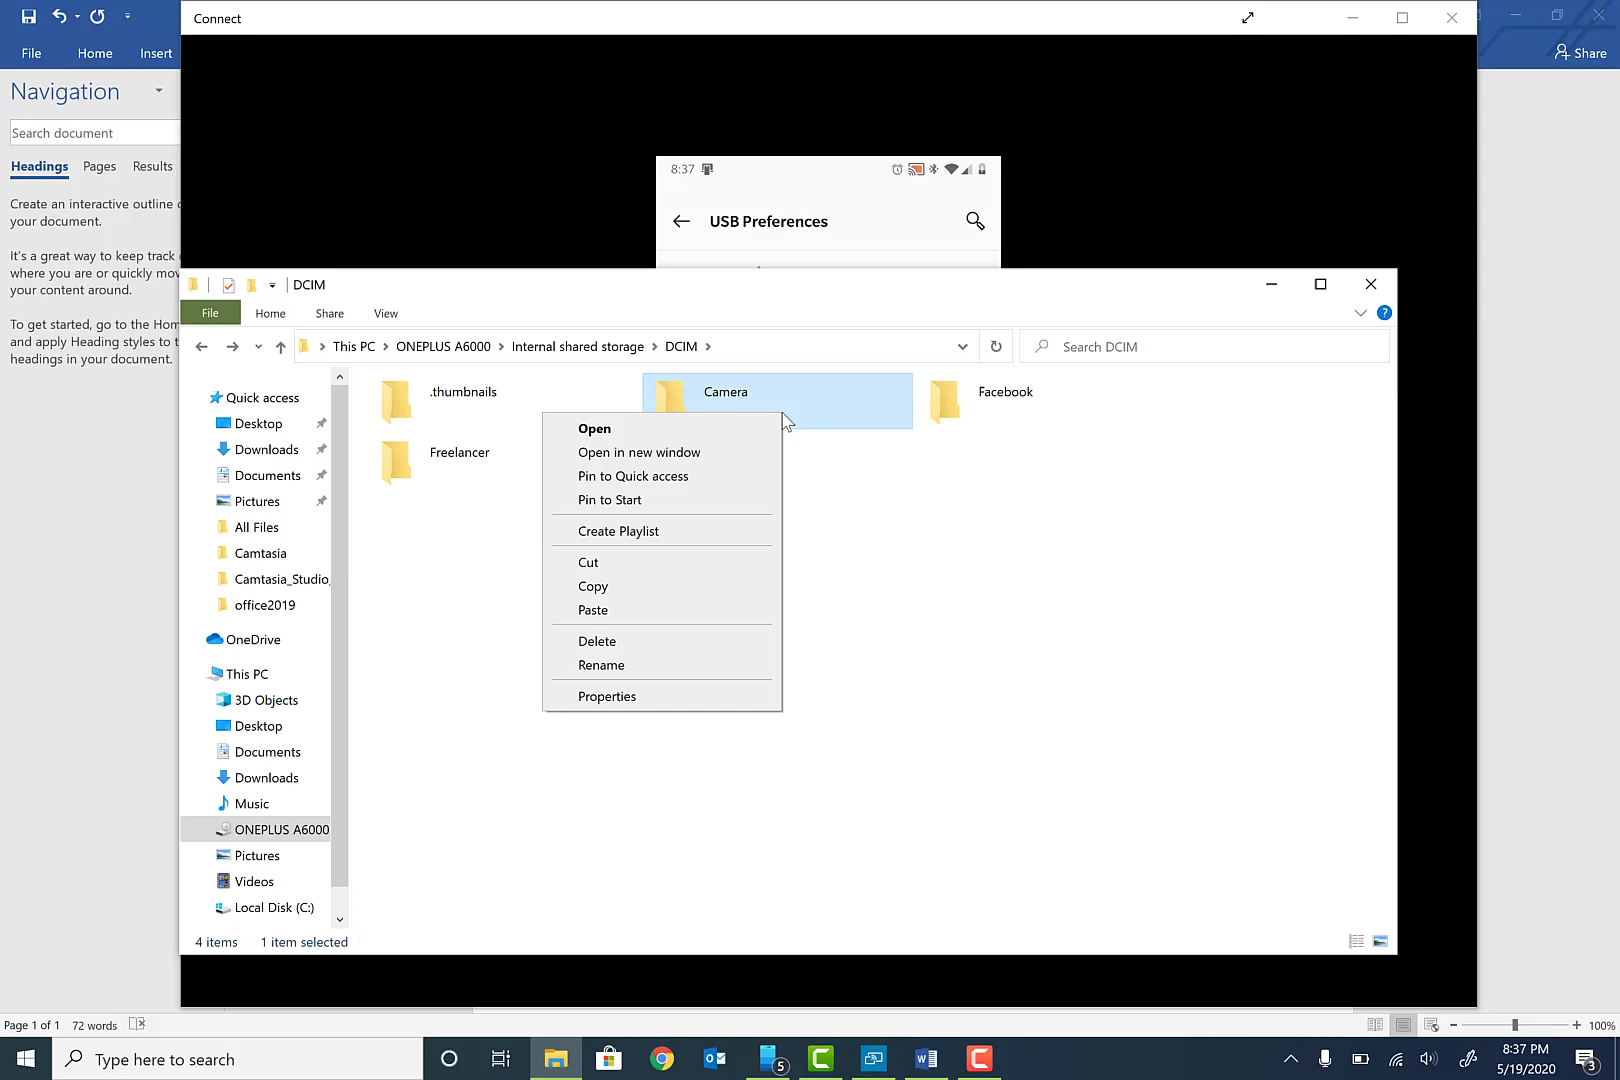 Connect
File Home Insert
Share
Navigation
Search document
Headings Pages Results
Create an interactive outline
your document.
It's a great way to keep track
where you are or quickly mov
your content around.
To get started, go to the Hom
and apply Heading styles to t
headings in your document.
8:37
USB Preferences
DCIM
File Home Share View
?
This PC ONEPLUS A6000 Internal shared storage DCIM
Search DCIM
Quick access
Desktop
Downloads
Documents
Pictures
All Files
Camtasia
Camtasia_Studio,
office2019
OneDrive
This PC
3D Objects
Desktop
Documents
Downloads
Music
ONEPLUS A6000
Pictures
Videos
Local Disk (C:)
.thumbnails
Camera
Facebook
Freelancer
Open
Open in new window
Pin to Quick access
Pin to Start
Create Playlist
Cut
Copy
Paste
Delete
Rename
Properties
4 items 1 item selected
Page 1 of 1 72 words
100%
Type here to search
5
8:37 PM
5/19/2020
3